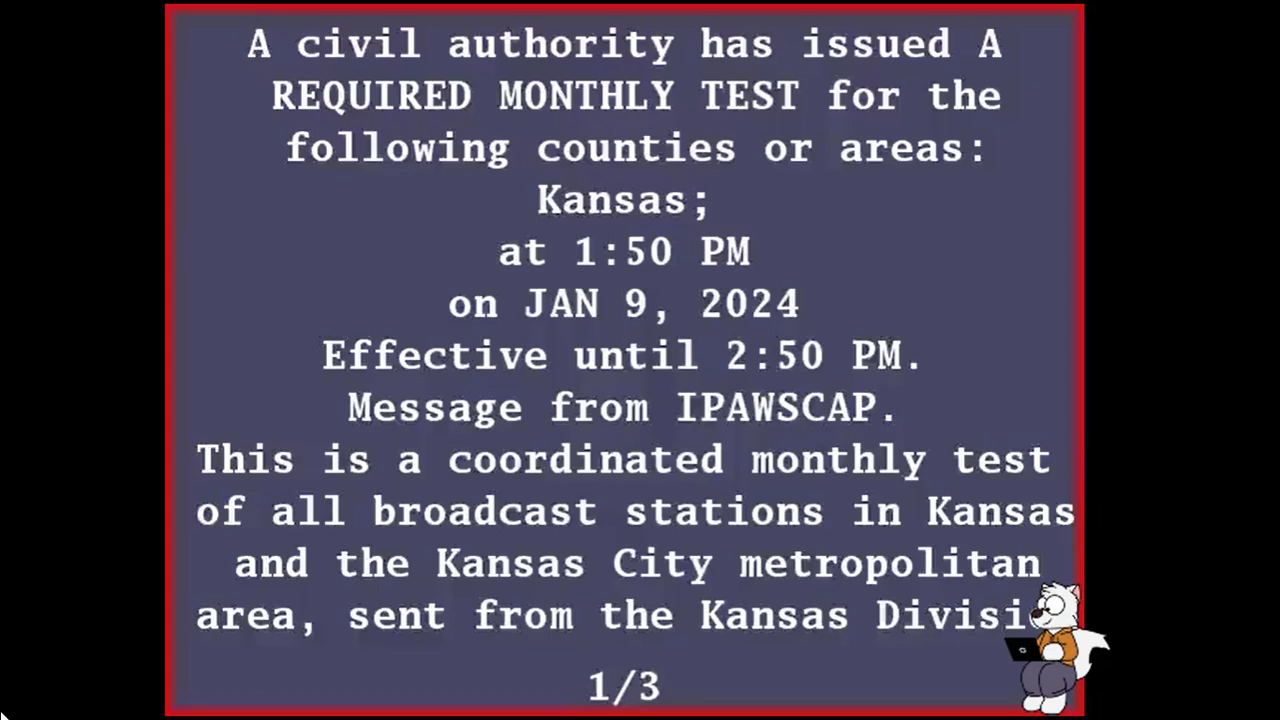 A civil authority has issued A
REQUIRED MONTHLY TEST for the
following counties or areas:
Kansas;
at 1:50 PM
on JAN 9, 2024
Effective until 2:50 PM.
Message from IPAWSCAP.
This is a coordinated monthly test
of all broadcast stations in Kansas
and the Kansas City metropolitan
area, sent from the Kansas
1/3